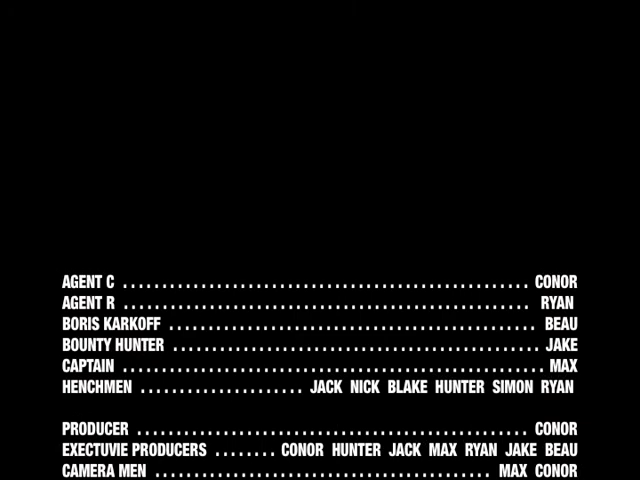 AGENT C .................................................... CONOR
AGENT R .................................................... RYAN
BORIS KARKOFF ............................................... BEAU
BOUNTY HUNTER ............................................... JAKE
CAPTAIN ...................................................... MAX
HENCHMEN ..................... JACK NICK BLAKE HUNTER SIMON RYAN
PRODUCER .................................................. CONOR
EXECTUVIE PRODUCERS ........ CONOR HUNTER JACK MAX RYAN JAKE BEAU
CAMERA MEN ........................................... MAX CONOR